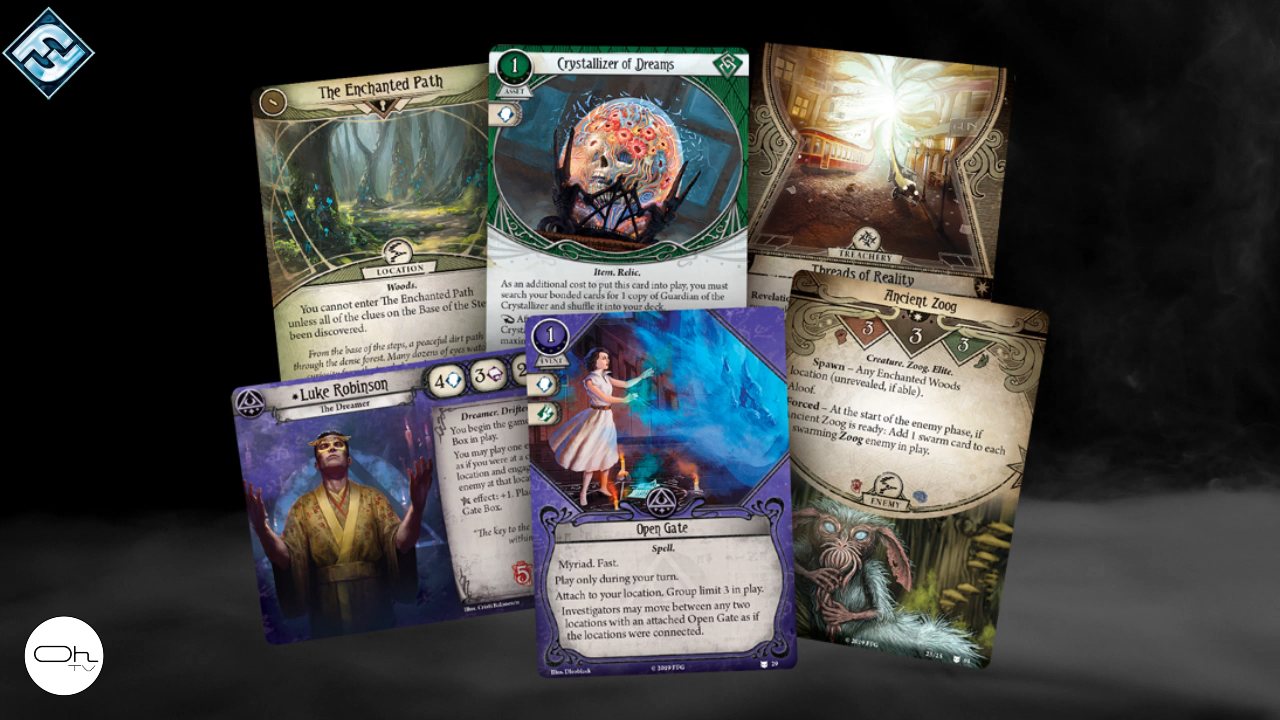 The Enchanted Path
LOCATION
Woods.
You cannot enter The Enchanted Path
unless all of the clues on the Base of the Ste
been discovered.
From the base of the steps, a peaceful dirt path
through the dense forest. Many dozens of eyes
1
ASSET
Crystallizer of Dreams
Item. Relic.
As an additional cost to put this card into play, you must
search your bonded cards for 1 copy of Guardian of the
Crystallizer and shuffle it into your deck.
Cryst
TREACHERY
Threads of Reality
Revelatio
Luke Robinson
The Dreamer
4 3 2
Dreamer. Drifte
You begin the game
Box in play.
You may play one e
as if you were at a c
location and engag
enemy at that loca
effect: +1. Pla
Gate Box.
"The key to the
within
5
Illus.
1
EVENT
Open Gate
Spell.
Myriad. Fast.
Play only during your turn.
Attach to your location. Group limit 3 in play.
Investigators may move between any two
locations with an attached Open Gate as if
the locations were connected.
© 2019 FFG
29
Ancient Zoog
3 3 3
Creature. Zoog. Elite.
Spawn – Any Enchanted Woods
location (unrevealed, if able).
Aloof.
Forced – At the start of the enemy phase, if
Ancient Zoog is ready: Add 1 swarm card to each
swarming Zoog enemy in play.
ENEMY
© 2019 FFG
Oh
TV